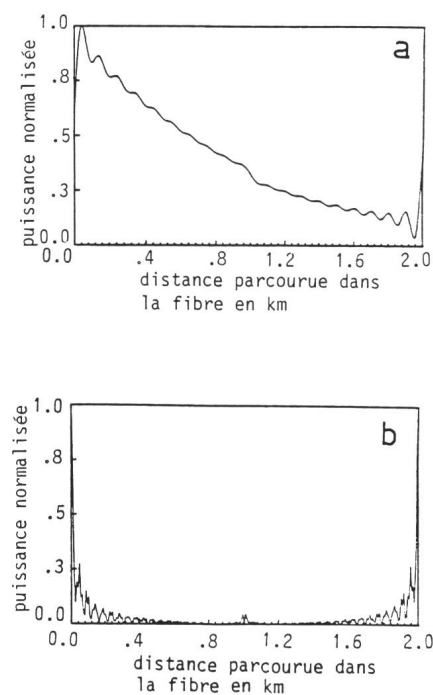 a
puissance normalisée
1.0
.8
.5
.3
0.0
0.0
.4
.8
1.2
1.6
2.0
distance parcourue dans
la fibre en km
b
puissance normalisée
1.0
.8
.5
.3
0.0
0.0
.4
.8
1.2
1.6
2.0
distance parcourue dans
la fibre en km